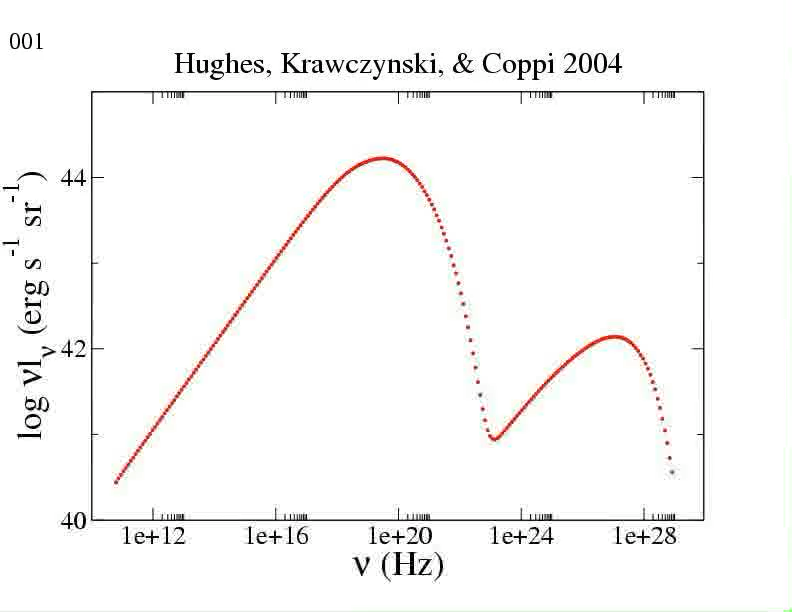 001
Hughes, Krawczynski, & Coppi 2004
log νIν (erg s-1 sr-1)
44
42
40
1e+12 1e+16 1e+20 1e+24 1e+28
ν (Hz)